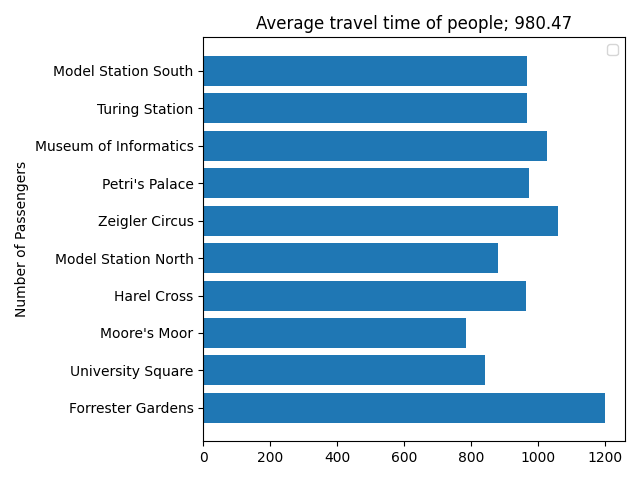 Average travel time of people; 980.47
Model Station South
Turing Station
Museum of Informatics
Petri's Palace
Zeigler Circus
Model Station North
Harel Cross
Moore's Moor
University Square
Forrester Gardens
Number of Passengers
0 200 400 600 800 1000 1200